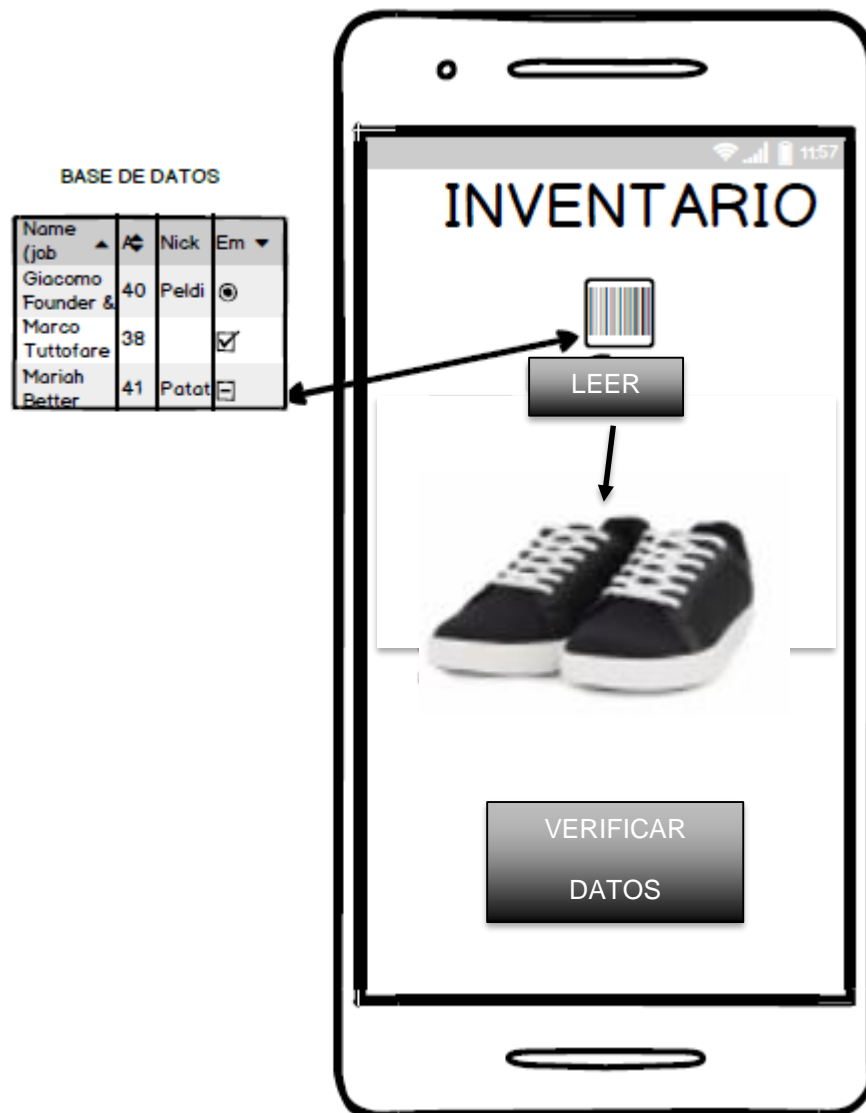 11:57
INVENTARIO
BASE DE DATOS
Name
(job
A
Nick
Em
Giacomo
Founder &
40
Peldi
Marco
Tuttofare
38
Mariah
Better
41
Patat
LEER
VERIFICAR
DATOS